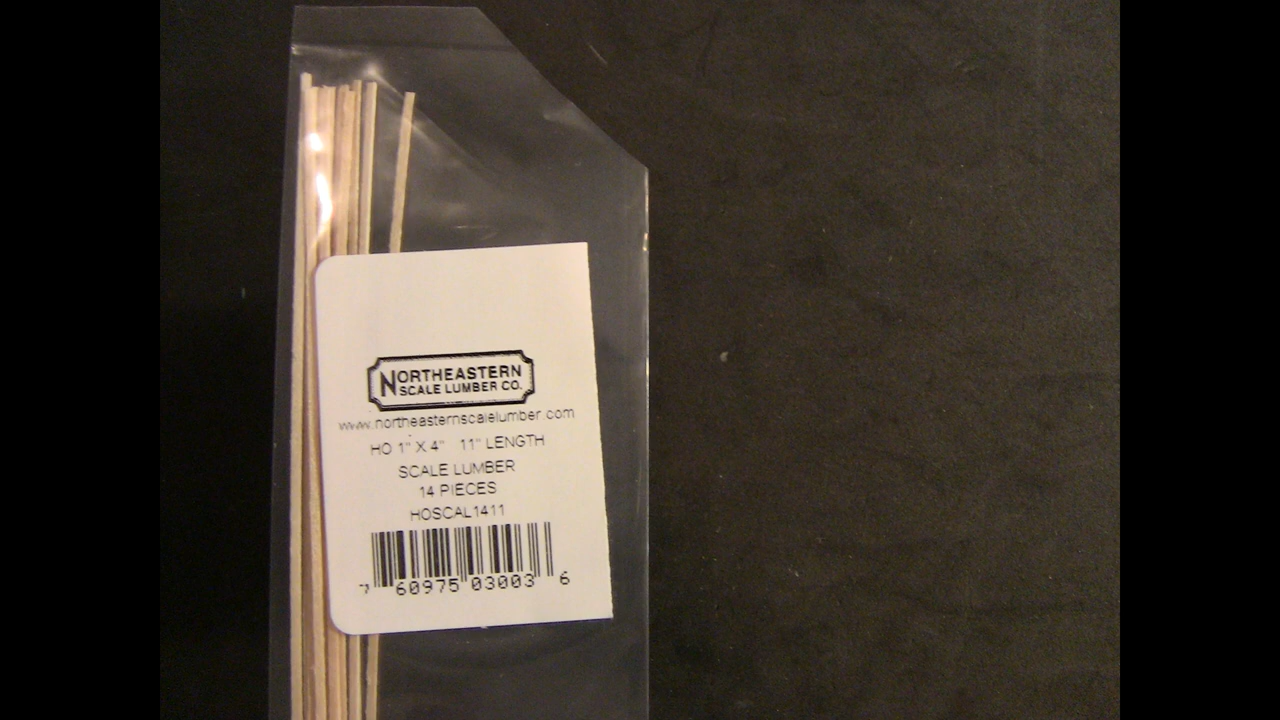 NORTHEASTERN
SCALE LUMBER CO.
www.northeasternscalelumber.com
HO 1" X 4" 11" LENGTH
SCALE LUMBER
14 PIECES
HOSCAL1411
7 60975 03003 6